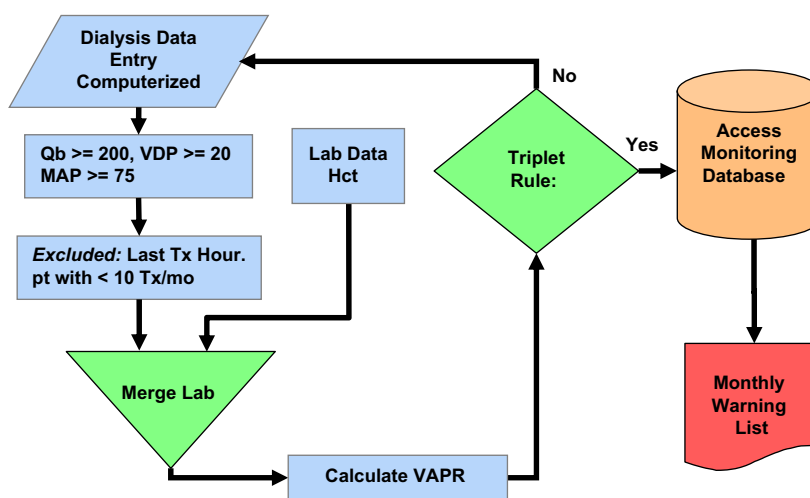 Dialysis Data
Entry
Computerized
Qb >= 200, VDP >= 20
MAP >= 75
Excluded: Last Tx Hour.
pt with < 10 Tx/mo
Lab Data
Hct
Merge Lab
Calculate VAPR
Triplet
Rule:
No
Yes
Access
Monitoring
Database
Monthly
Warning
List